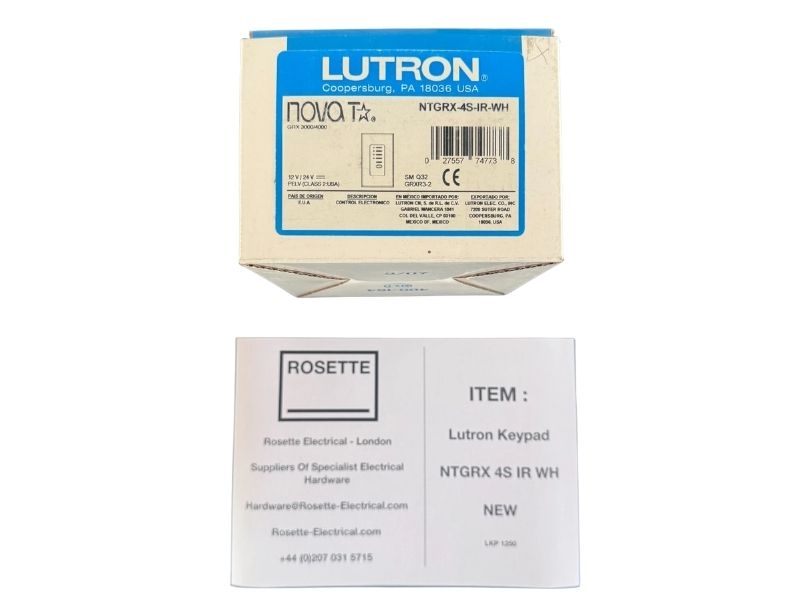 LUTRON®
Coopersburg, PA 18036 USA
NOVA T☆®
GRX 3000/4000
NTGRX-4S-IR-WH
0 27557 74773 8
12 V / 24 V
PELV (CLASS 2:USA)
SM Q32
GRXR3-2
CE
PAIS DE ORIGEN
E.U.A.
DESCRIPCION
CONTROL ELECTRONICO
EN MÉXICO IMPORTADO POR:
LUTRON CN, S. de R.L. de C.V.
GABRIEL MANCERA 1041
COL DEL VALLE, CP 03100
MEXICO DF. MEXICO
EXPORTADO POR:
LUTRON ELEC. CO., INC
7200 SUTER ROAD
COOPERSBURG, PA
18036, USA
ROSETTE
Rosette Electrical - London
Suppliers Of Specialist Electrical
Hardware
Hardware@Rosette-Electrical.com
Rosette-Electrical.com
+44 (0)207 031 5715
ITEM :
Lutron Keypad
NTGRX 4S IR WH
NEW
LKP 1250